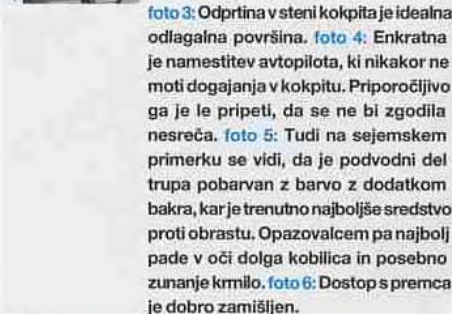 foto 3: Odprtina v steni kokpita je idealna
odlagalna površina. foto 4: Enkratna
je namestitev avtopilota, ki nikakor ne
moti dogajanja v kokpitu. Priporočljivo
ga je le pripeti, da se ne bi zgodila
nesreča. foto 5: Tudi na sejemskem
primerku se vidi, da je podvodni del
trupa pobarvan z barvo z dodatkom
bakra, kar je trenutno najboljše sredstvo
proti obrastu. Opazovalcem pa najbolj
pade v oči dolga kobilica in posebno
zunanje krmilo. foto 6: Dostop s premca
je dobro zamišljen.